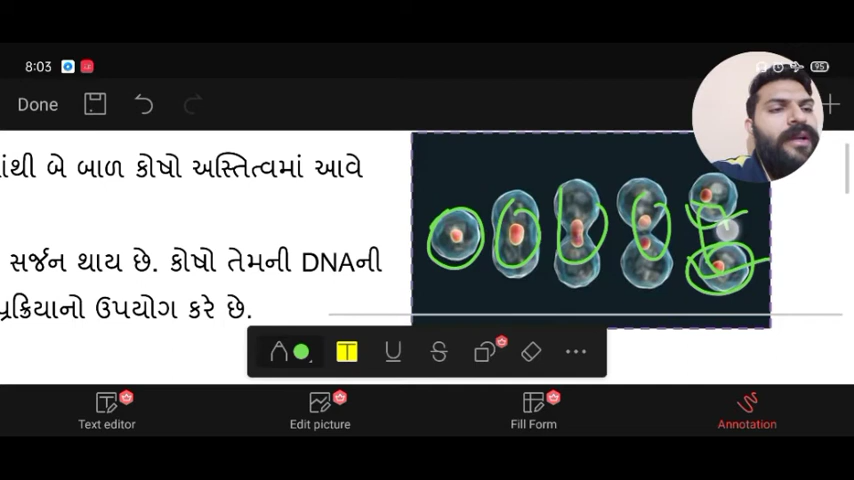 8:03
95
Done
ાંથી બે બાળ કોષો અસ્તિત્વમાં આવે
સર્જન થાય છે. કોષો તેમની DNAની
પ્રક્રિયાનો ઉપયોગ કરે છે.
T
U
S
Text editor
Edit picture
Fill Form
Annotation